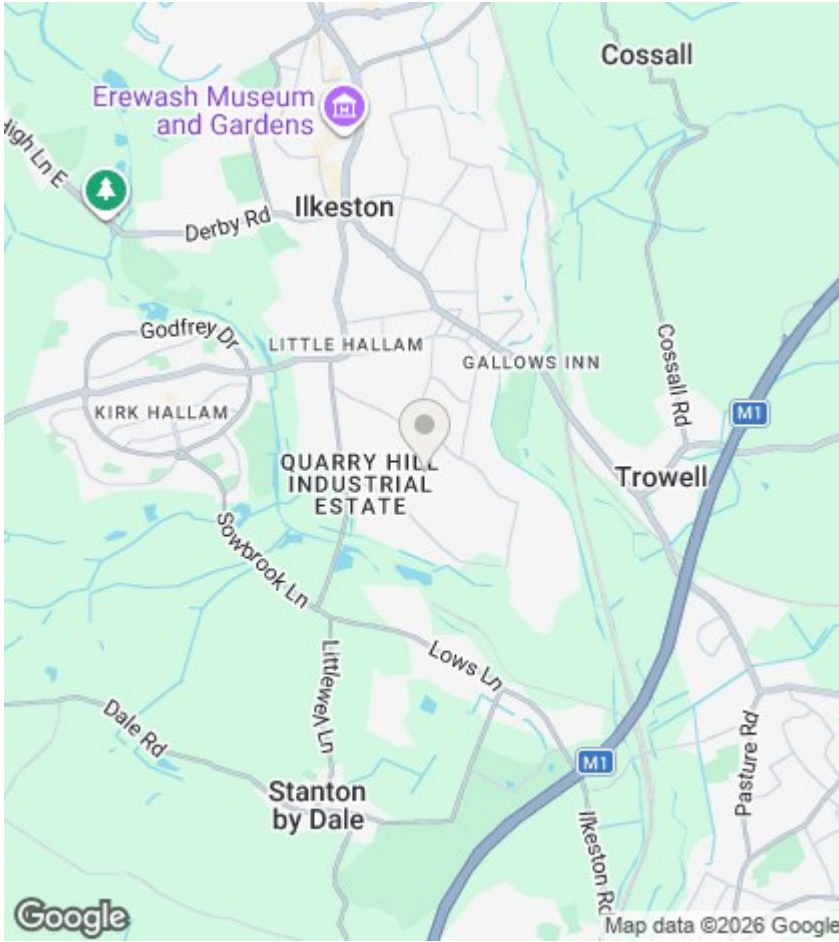 Cossall
Erewash Museum
and Gardens
High Ln E
Ilkeston
Derby Rd
Godfrey Dr
LITTLE HALLAM
GALLOWS INN
Cossall Rd
M1
KIRK HALLAM
QUARRY HILL
INDUSTRIAL
ESTATE
Trowell
Sowbrook Ln
Littlewey Ln
Lows Ln
Dale Rd
Pasture Rd
M1
Stanton
by Dale
Ilkeston Rd
Google
Map data ©2026 Google